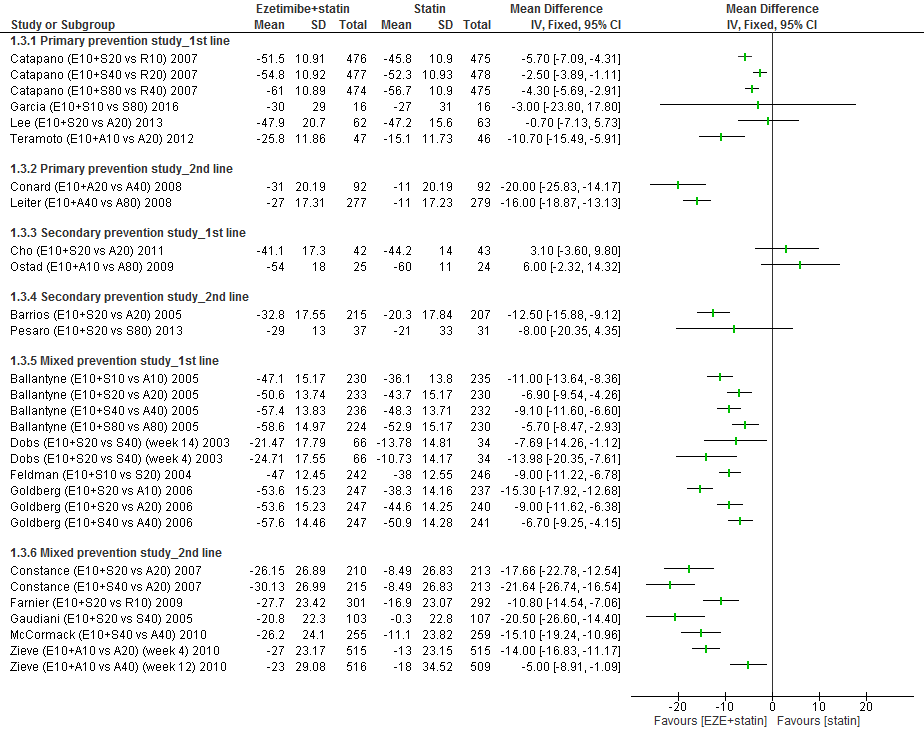 Ezetimibe+statin Statin Mean Difference Mean Difference
Study or Subgroup Mean SD Total Mean SD Total IV, Fixed, 95% CI IV, Fixed, 95% CI
1.3.1 Primary prevention study_1st line
Catapano (E10+S20 vs R10) 2007 -51.5 10.91 476 -45.8 10.9 475 -5.70 [-7.09, -4.31]
Catapano (E10+S40 vs R20) 2007 -54.8 10.92 477 -52.3 10.93 478 -2.50 [-3.89, -1.11]
Catapano (E10+S80 vs R40) 2007 -61 10.89 474 -56.7 10.9 475 -4.30 [-5.69, -2.91]
Garcia (E10+S10 vs S80) 2016 -30 29 16 -27 31 16 -3.00 [-23.80, 17.80]
Lee (E10+S20 vs A20) 2013 -47.9 20.7 62 -47.2 15.6 63 -0.70 [-7.13, 5.73]
Teramoto (E10+A10 vs A20) 2012 -25.8 11.86 47 -15.1 11.73 46 -10.70 [-15.49, -5.91]
1.3.2 Primary prevention study_2nd line
Conard (E10+A20 vs A40) 2008 -31 20.19 92 -11 20.19 92 -20.00 [-25.83, -14.17]
Leiter (E10+A40 vs A80) 2008 -27 17.31 277 -11 17.23 279 -16.00 [-18.87, -13.13]
1.3.3 Secondary prevention study_1st line
Cho (E10+S20 vs A20) 2011 -41.1 17.3 42 -44.2 14 43 3.10 [-3.60, 9.80]
Ostad (E10+A10 vs A80) 2009 -54 18 25 -60 11 24 6.00 [-2.32, 14.32]
1.3.4 Secondary prevention study_2nd line
Barrios (E10+S20 vs A20) 2005 -32.8 17.55 215 -20.3 17.84 207 -12.50 [-15.88, -9.12]
Pesaro (E10+S20 vs S80) 2013 -29 13 37 -21 33 31 -8.00 [-20.35, 4.35]
1.3.5 Mixed prevention study_1st line
Ballantyne (E10+S10 vs A10) 2005 -47.1 15.17 230 -36.1 13.8 235 -11.00 [-13.64, -8.36]
Ballantyne (E10+S20 vs A20) 2005 -50.6 13.74 233 -43.7 15.17 230 -6.90 [-9.54, -4.26]
Ballantyne (E10+S40 vs A40) 2005 -57.4 13.83 236 -48.3 13.71 232 -9.10 [-11.60, -6.60]
Ballantyne (E10+S80 vs A80) 2005 -58.6 14.97 224 -52.9 15.17 230 -5.70 [-8.47, -2.93]
Dobs (E10+S20 vs S40) (week 14) 2003 -21.47 17.79 66 -13.78 14.81 34 -7.69 [-14.26, -1.12]
Dobs (E10+S20 vs S40) (week 4) 2003 -24.71 17.55 66 -10.73 14.17 34 -13.98 [-20.35, -7.61]
Feldman (E10+S10 vs S20) 2004 -47 12.45 242 -38 12.55 246 -9.00 [-11.22, -6.78]
Goldberg (E10+S20 vs A10) 2006 -53.6 15.23 247 -38.3 14.16 237 -15.30 [-17.92, -12.68]
Goldberg (E10+S20 vs A20) 2006 -53.6 15.23 247 -44.6 14.25 240 -9.00 [-11.62, -6.38]
Goldberg (E10+S40 vs A40) 2006 -57.6 14.46 247 -50.9 14.28 241 -6.70 [-9.25, -4.15]
1.3.6 Mixed prevention study_2nd line
Constance (E10+S20 vs A20) 2007 -26.15 26.89 210 -8.49 26.83 213 -17.66 [-22.78, -12.54]
Constance (E10+S40 vs A20) 2007 -30.13 26.99 215 -8.49 26.83 213 -21.64 [-26.74, -16.54]
Farnier (E10+S20 vs R10) 2009 -27.7 23.42 301 -16.9 23.07 292 -10.80 [-14.54, -7.06]
Gaudiani (E10+S20 vs S40) 2005 -20.8 22.3 103 -0.3 22.8 107 -20.50 [-26.60, -14.40]
McCormack (E10+S40 vs A40) 2010 -26.2 24.1 255 -11.1 23.82 259 -15.10 [-19.24, -10.96]
Zieve (E10+A10 vs A20) (week 4) 2010 -27 23.17 515 -13 23.15 515 -14.00 [-16.83, -11.17]
Zieve (E10+A10 vs A40) (week 12) 2010 -23 29.08 516 -18 34.52 509 -5.00 [-8.91, -1.09]
-20 -10 0 10 20
Favours [EZE+statin] Favours [statin]